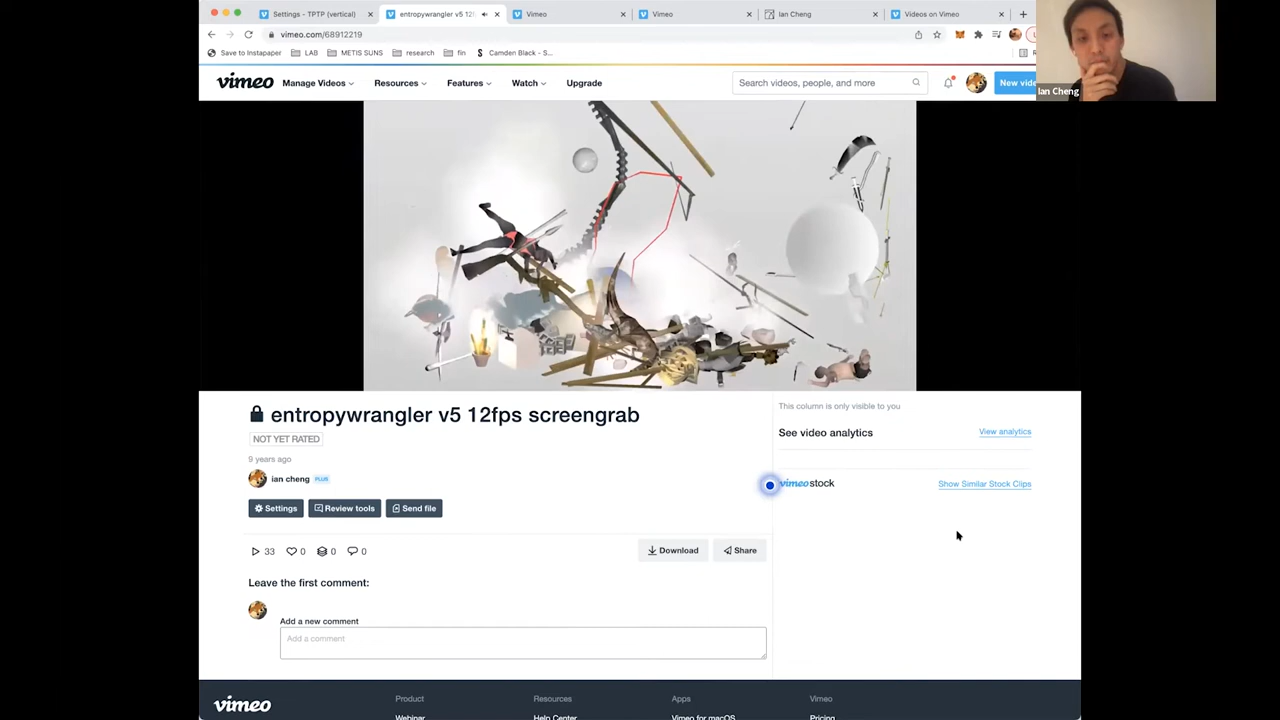 Settings - TPTP (vertical)
entropywrangler v5 12
Vimeo
Vimeo
Ian Cheng
Videos on Vimeo
vimeo.com/68912219
Save to Instapaper
LAB
METIS SUNS
research
fin
Camden Black - S...
Ian Cheng
vimeo
Manage Videos
Resources
Features
Watch
Upgrade
Search videos, people, and more
New vide
entropywrangler v5 12fps screengrab
NOT YET RATED
9 years ago
ian cheng PLUS
Settings
Review tools
Send file
33
0
0
0
Download
Share
Leave the first comment:
Add a new comment
Add a comment
This column is only visible to you
See video analytics
View analytics
vimeo stock
Show Similar Stock Clips
vimeo
Product
Resources
Apps
Vimeo
Webinar
Help Center
Vimeo for macOS
Pricing